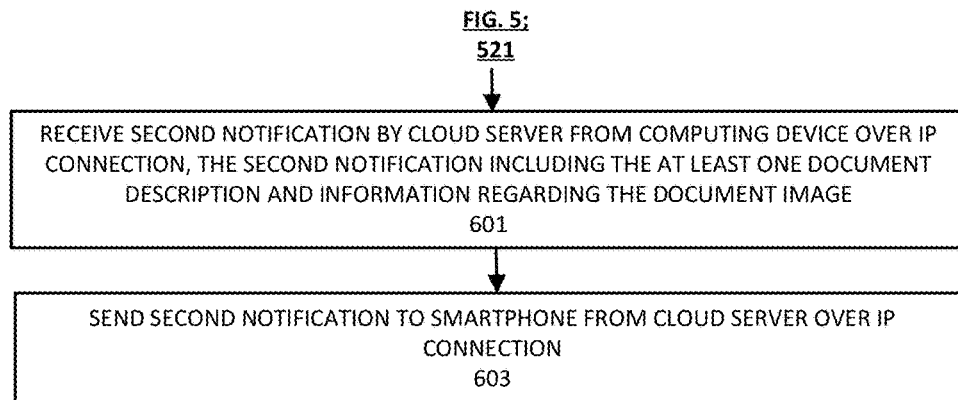 FIG. 5;
521
RECEIVE SECOND NOTIFICATION BY CLOUD SERVER FROM COMPUTING DEVICE OVER IP
CONNECTION, THE SECOND NOTIFICATION INCLUDING THE AT LEAST ONE DOCUMENT
DESCRIPTION AND INFORMATION REGARDING THE DOCUMENT IMAGE
601
SEND SECOND NOTIFICATION TO SMARTPHONE FROM CLOUD SERVER OVER IP
CONNECTION
603